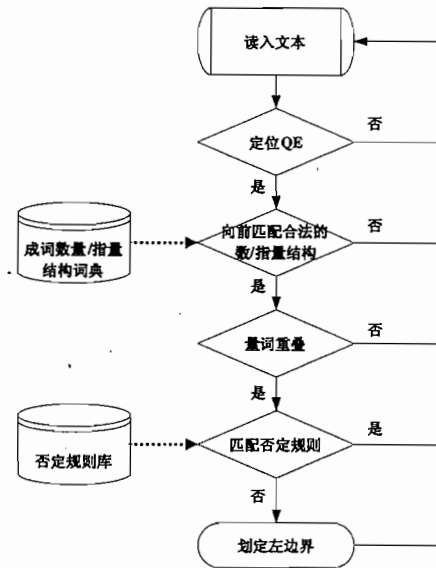 读入文本
定位QE
否
是
成词数量/指量
结构词典
向前匹配合法的
数/指量结构
否
是
量词重叠
否
是
否定规则库
匹配否定规则
是
否
划定左边界